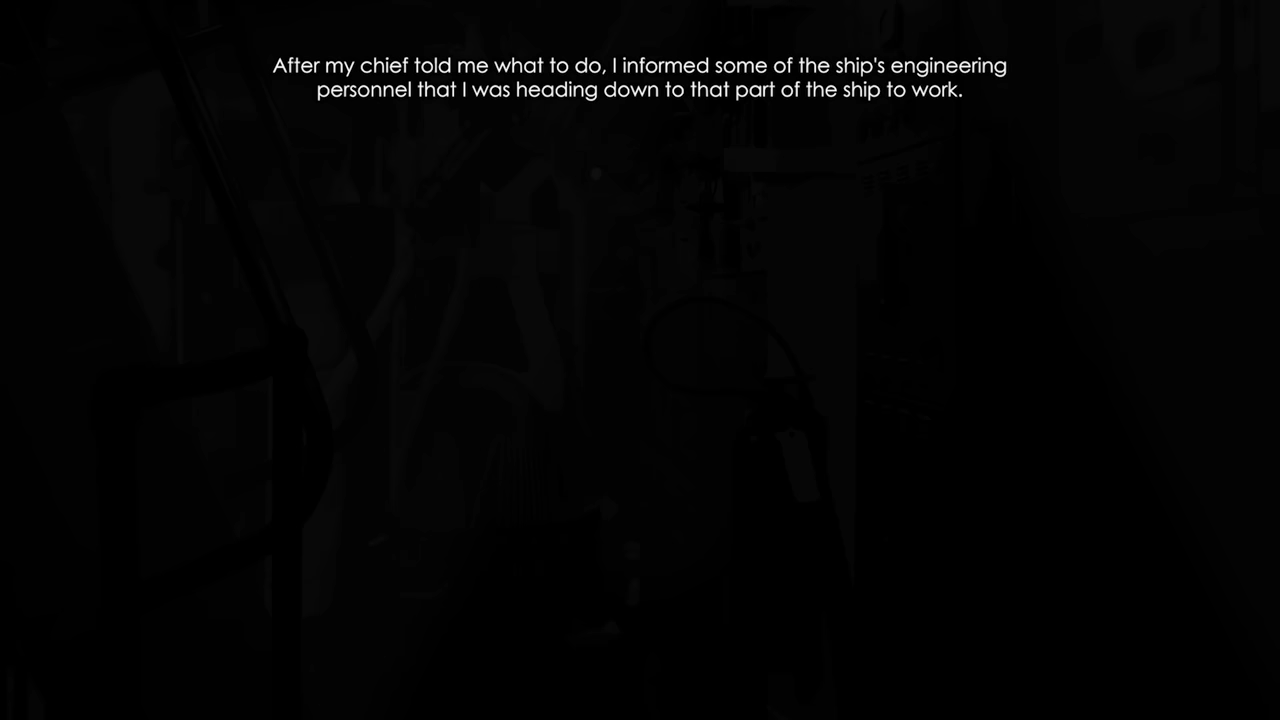 After my chief told me what to do, I informed some of the ship's engineering
personnel that I was heading down to that part of the ship to work.